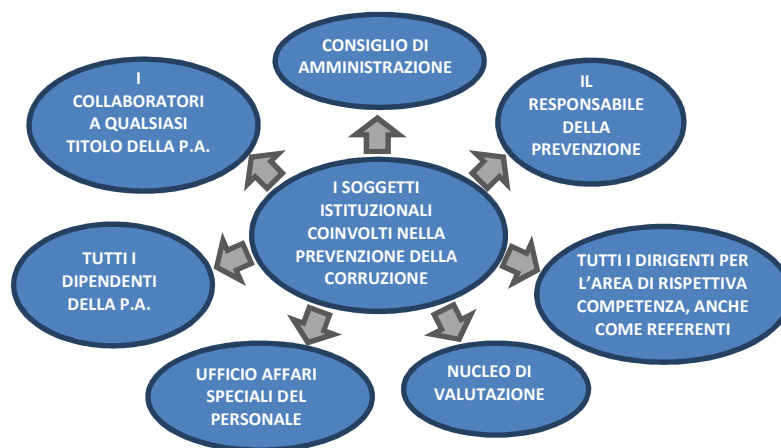 CONSIGLIO DI
AMMINISTRAZIONE
I
COLLABORATORI
A QUALSIASI
TITOLO DELLA P.A.
IL
RESPONSABILE
DELLA
PREVENZIONE
I SOGGETTI
ISTITUZIONALI
COINVOLTI NELLA
PREVENZIONE DELLA
CORRUZIONE
TUTTI I
DIPENDENTI
DELLA P.A.
TUTTI I DIRIGENTI PER
L’AREA DI RISPETTIVA
COMPETENZA, ANCHE
COME REFERENTI
UFFICIO AFFARI
SPECIALI DEL
PERSONALE
NUCLEO DI
VALUTAZIONE